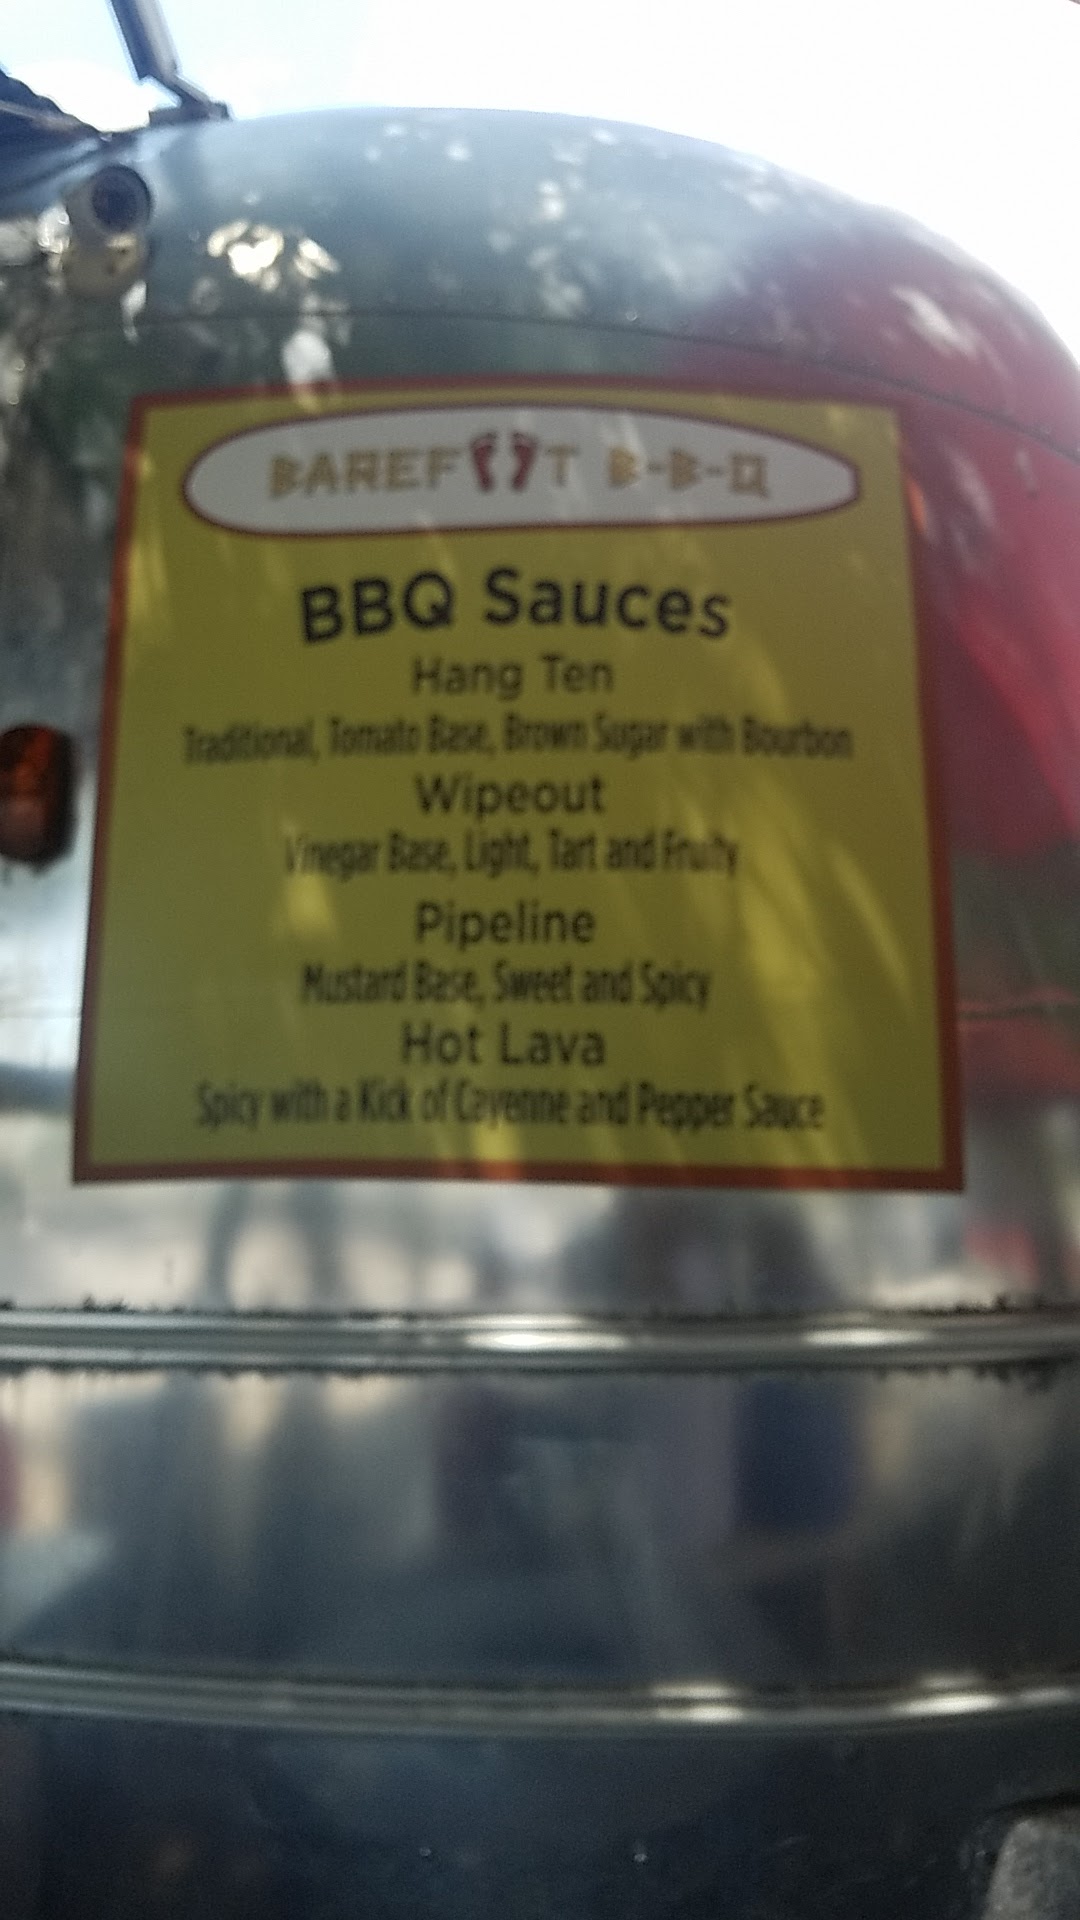 BAREFOOT B-B-Q
BBQ Sauces
Hang Ten
Traditional, Tomato Base, Brown Sugar with Bourbon
Wipeout
Vinegar Base, Light, Tart and Fruity
Pipeline
Mustard Base, Sweet and Spicy
Hot Lava
Spicy with a Kick of Cayenne and Pepper Sauce